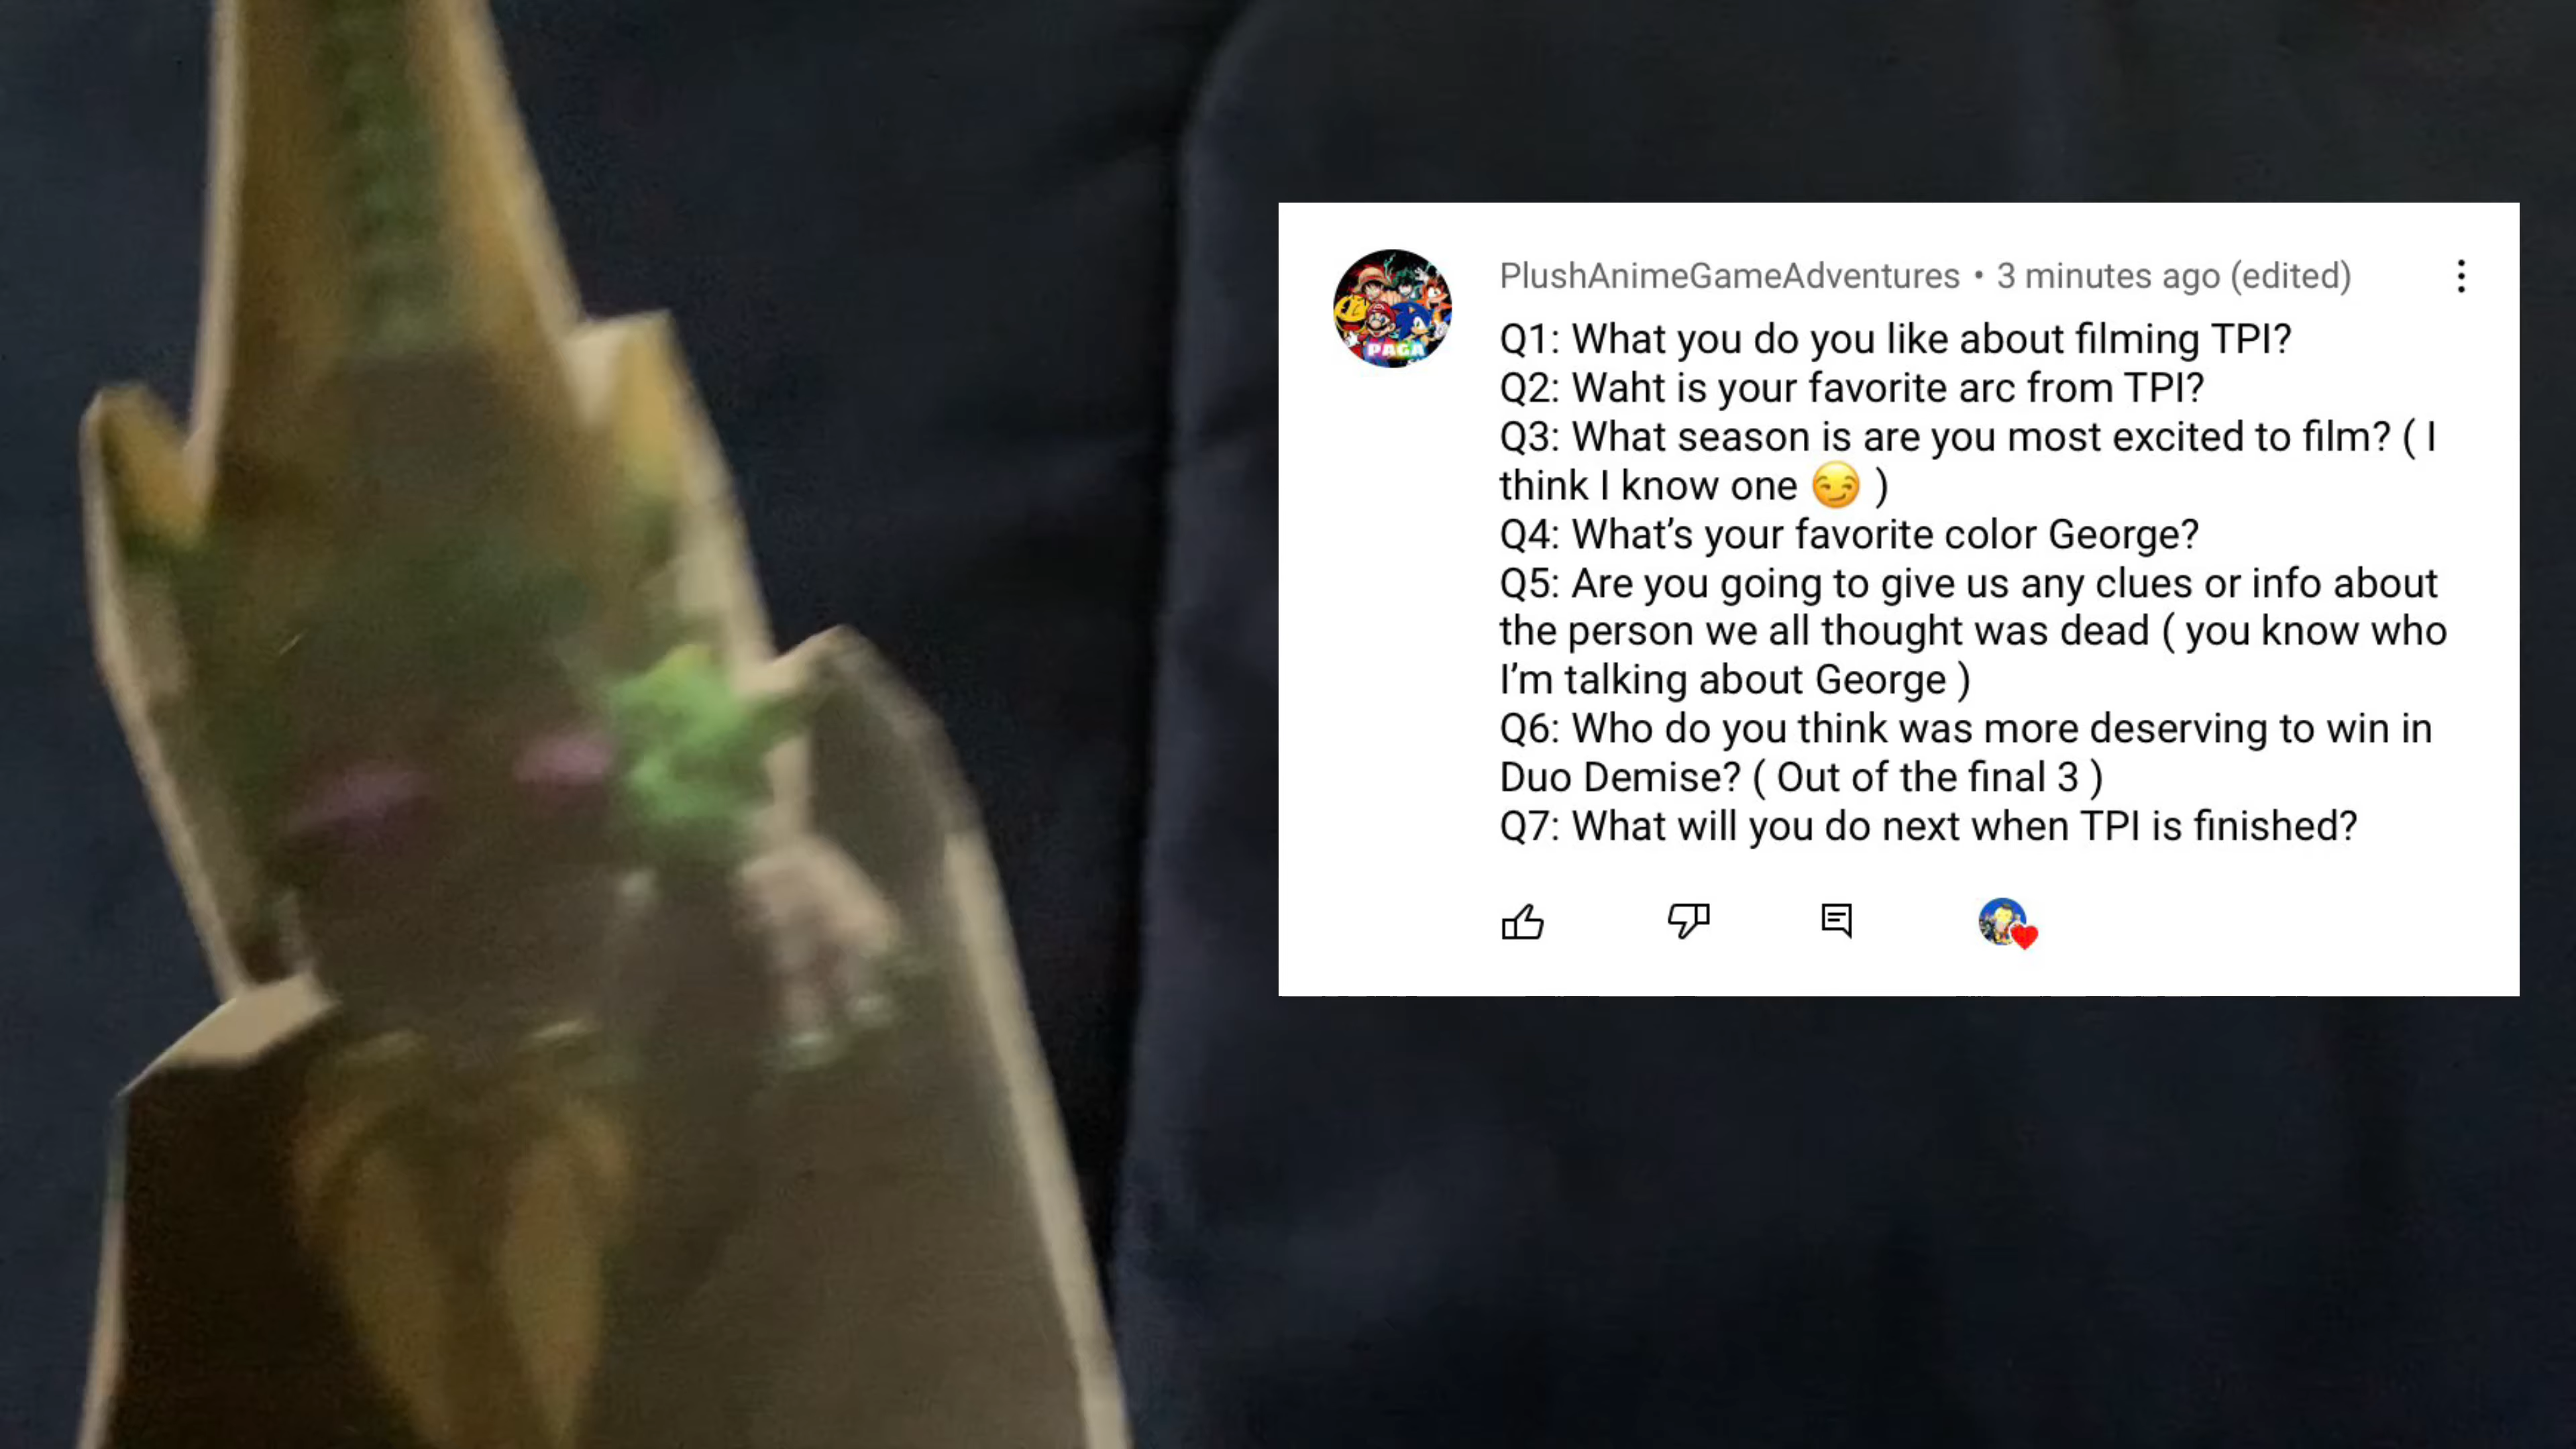 PlushAnimeGameAdventures • 3 minutes ago (edited)
Q1: What you do you like about filming TPI?
Q2: Waht is your favorite arc from TPI?
Q3: What season is are you most excited to film? ( I
think I know one 😏 )
Q4: What's your favorite color George?
Q5: Are you going to give us any clues or info about
the person we all thought was dead ( you know who
I'm talking about George )
Q6: Who do you think was more deserving to win in
Duo Demise? ( Out of the final 3 )
Q7: What will you do next when TPI is finished?
PAGA